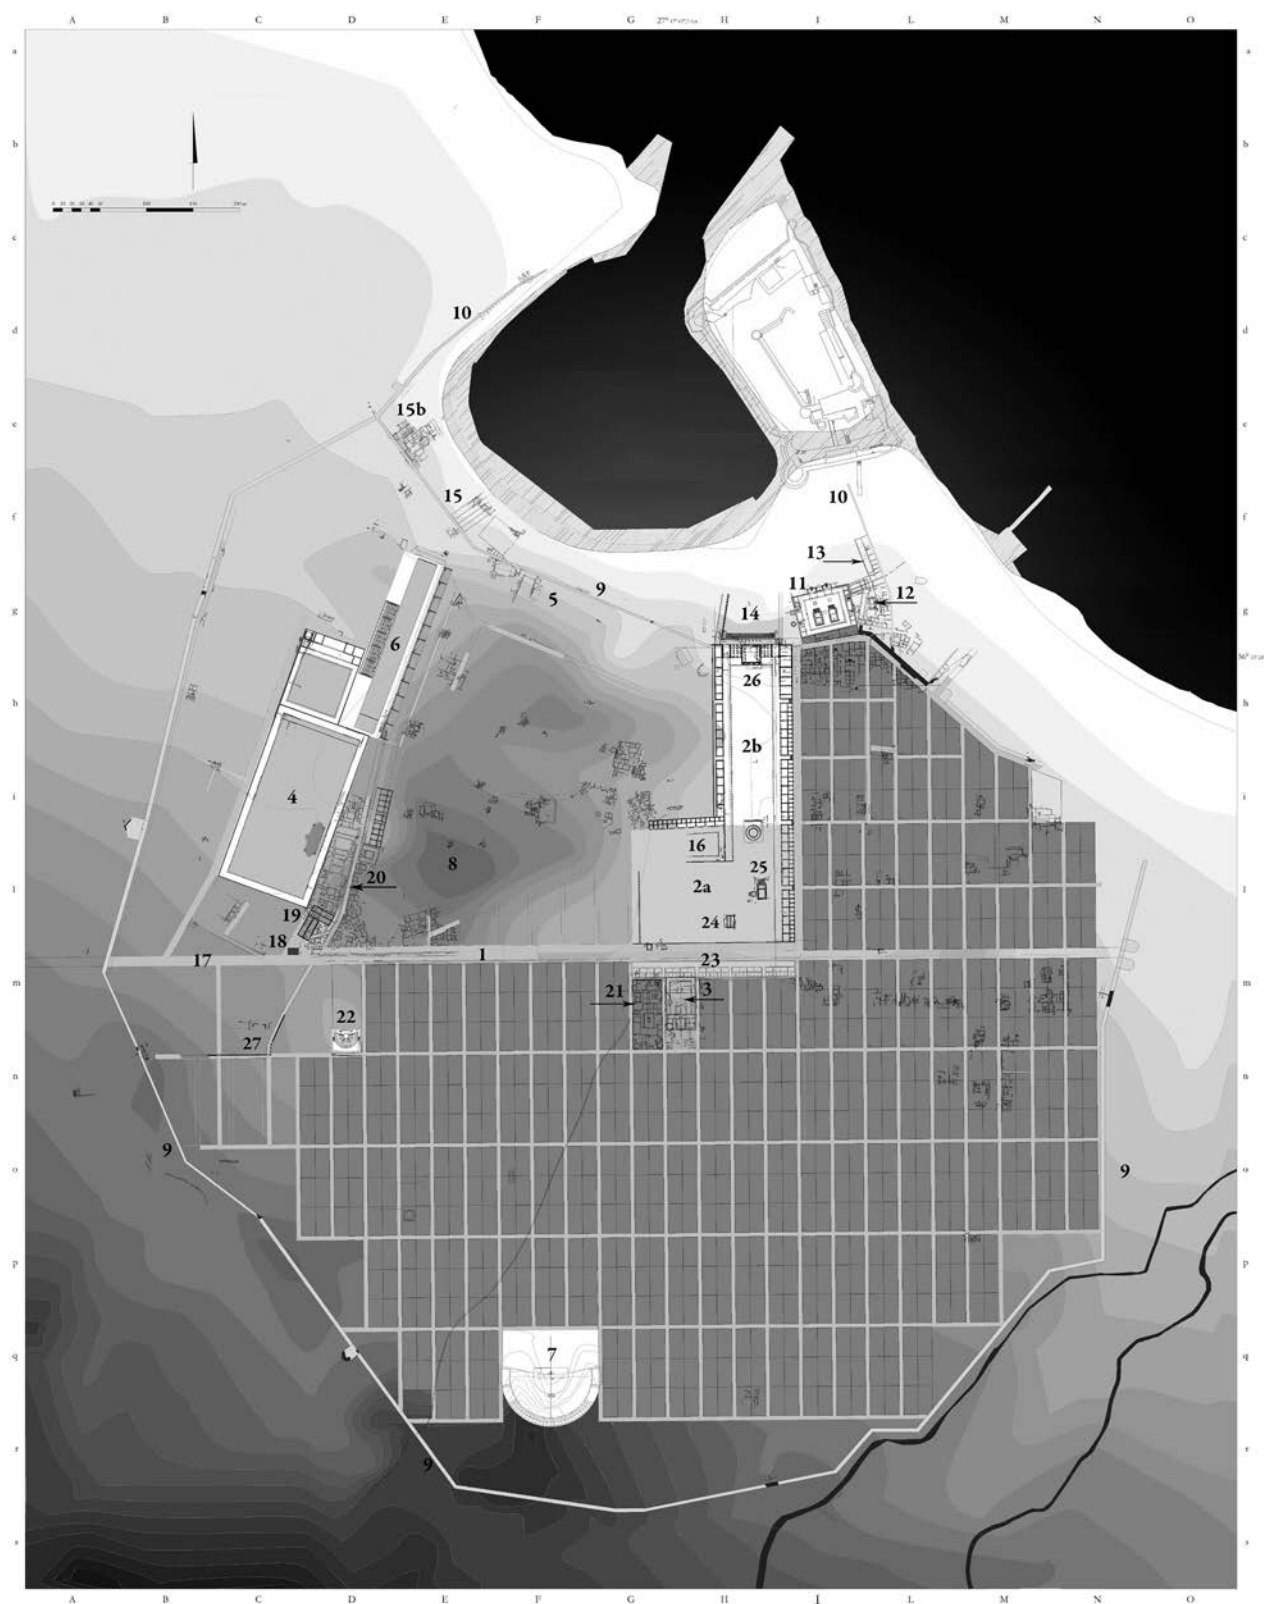 A B C D E F G H I L M N O
a a
b b
c c
10
d d
15b
e e
15 10
f f
13
11 12
5 9 14
g g
6
26
h h
2b
4
i i
16
8 25
20 2a
l l
19 24
18
1
17 23
m m
21 3
22
27
n n
9 9
o o
p p
7
q q
9
r r
s s
A B C D E F G H I L M N O